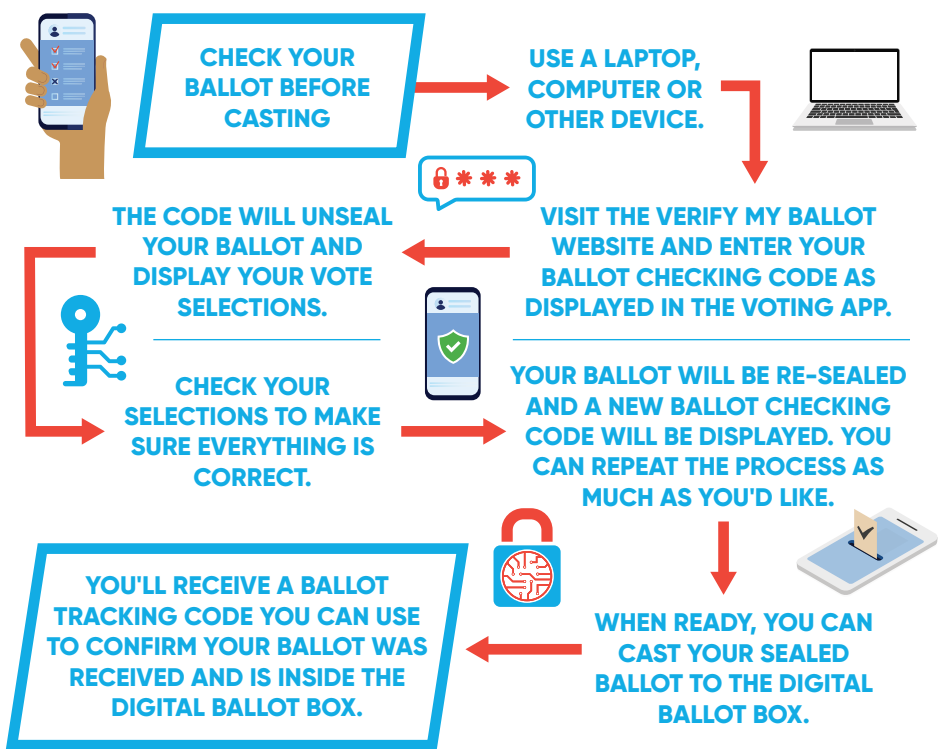 CHECK YOUR
BALLOT BEFORE
CASTING
USE A LAPTOP,
COMPUTER OR
OTHER DEVICE.
VISIT THE VERIFY MY BALLOT
WEBSITE AND ENTER YOUR
BALLOT CHECKING CODE AS
DISPLAYED IN THE VOTING APP.
***
THE CODE WILL UNSEAL
YOUR BALLOT AND
DISPLAY YOUR VOTE
SELECTIONS.
CHECK YOUR
SELECTIONS TO MAKE
SURE EVERYTHING IS
CORRECT.
YOUR BALLOT WILL BE RE-SEALED
AND A NEW BALLOT CHECKING
CODE WILL BE DISPLAYED. YOU
CAN REPEAT THE PROCESS AS
MUCH AS YOU'D LIKE.
WHEN READY, YOU CAN
CAST YOUR SEALED
BALLOT TO THE DIGITAL
BALLOT BOX.
YOU'LL RECEIVE A BALLOT
TRACKING CODE YOU CAN USE
TO CONFIRM YOUR BALLOT WAS
RECEIVED AND IS INSIDE THE
DIGITAL BALLOT BOX.